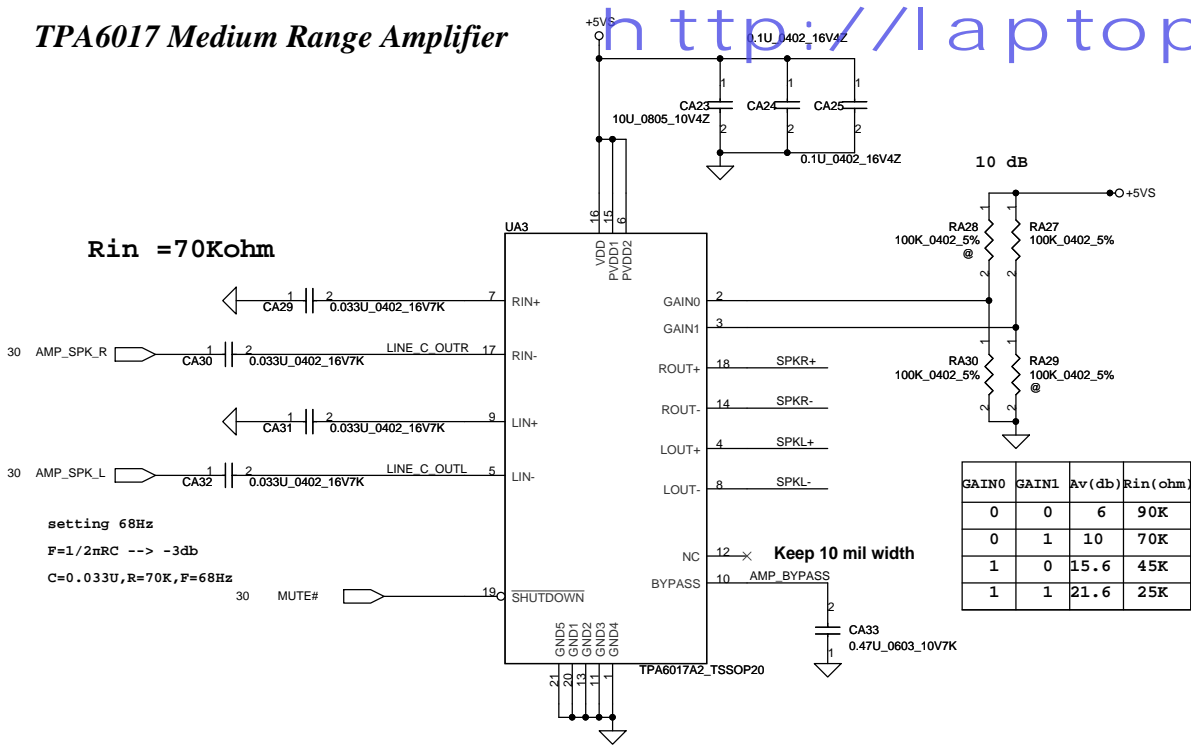 TPA6017 Medium Range Amplifier
http://laptop
+5VS
0.1U_0402_16V4Z
1 1 1
CA23 CA24 CA25
10U_0805_10V4Z
2 2 2
0.1U_0402_16V4Z
10 dB
+5VS
1 1
RA28 RA27
100K_0402_5% 100K_0402_5%
@
2 2
UA3
16 15 6
VDD
PVDD1
PVDD2
Rin =70Kohm
1 2 7 RIN+
CA29 0.033U_0402_16V7K
GAIN0 2
GAIN1 3
30 AMP_SPK_R 1 2 LINE_C_OUTR 17 RIN-
CA30 0.033U_0402_16V7K
ROUT+ 18 SPKR+
1 1
RA30 RA29
100K_0402_5% 100K_0402_5%
@
2 2
ROUT- 14 SPKR-
1 2 9 LIN+
CA31 0.033U_0402_16V7K
LOUT+ 4 SPKL+
30 AMP_SPK_L 1 2 LINE_C_OUTL 5 LIN-
CA32 0.033U_0402_16V7K
LOUT- 8 SPKL-
GAIN0 GAIN1 Av(db) Rin(ohm)
0 0 6 90K
0 1 10 70K
1 0 15.6 45K
1 1 21.6 25K
setting 68Hz
F=1/2πRC --> -3db
C=0.033U,R=70K,F=68Hz
NC 12 Keep 10 mil width
BYPASS 10 AMP_BYPASS
30 MUTE# 19 SHUTDOWN
2
CA33
0.47U_0603_10V7K
1
GND5
GND1
GND2
GND3
GND4
TPA6017A2_TSSOP20
21 20 13 11 1